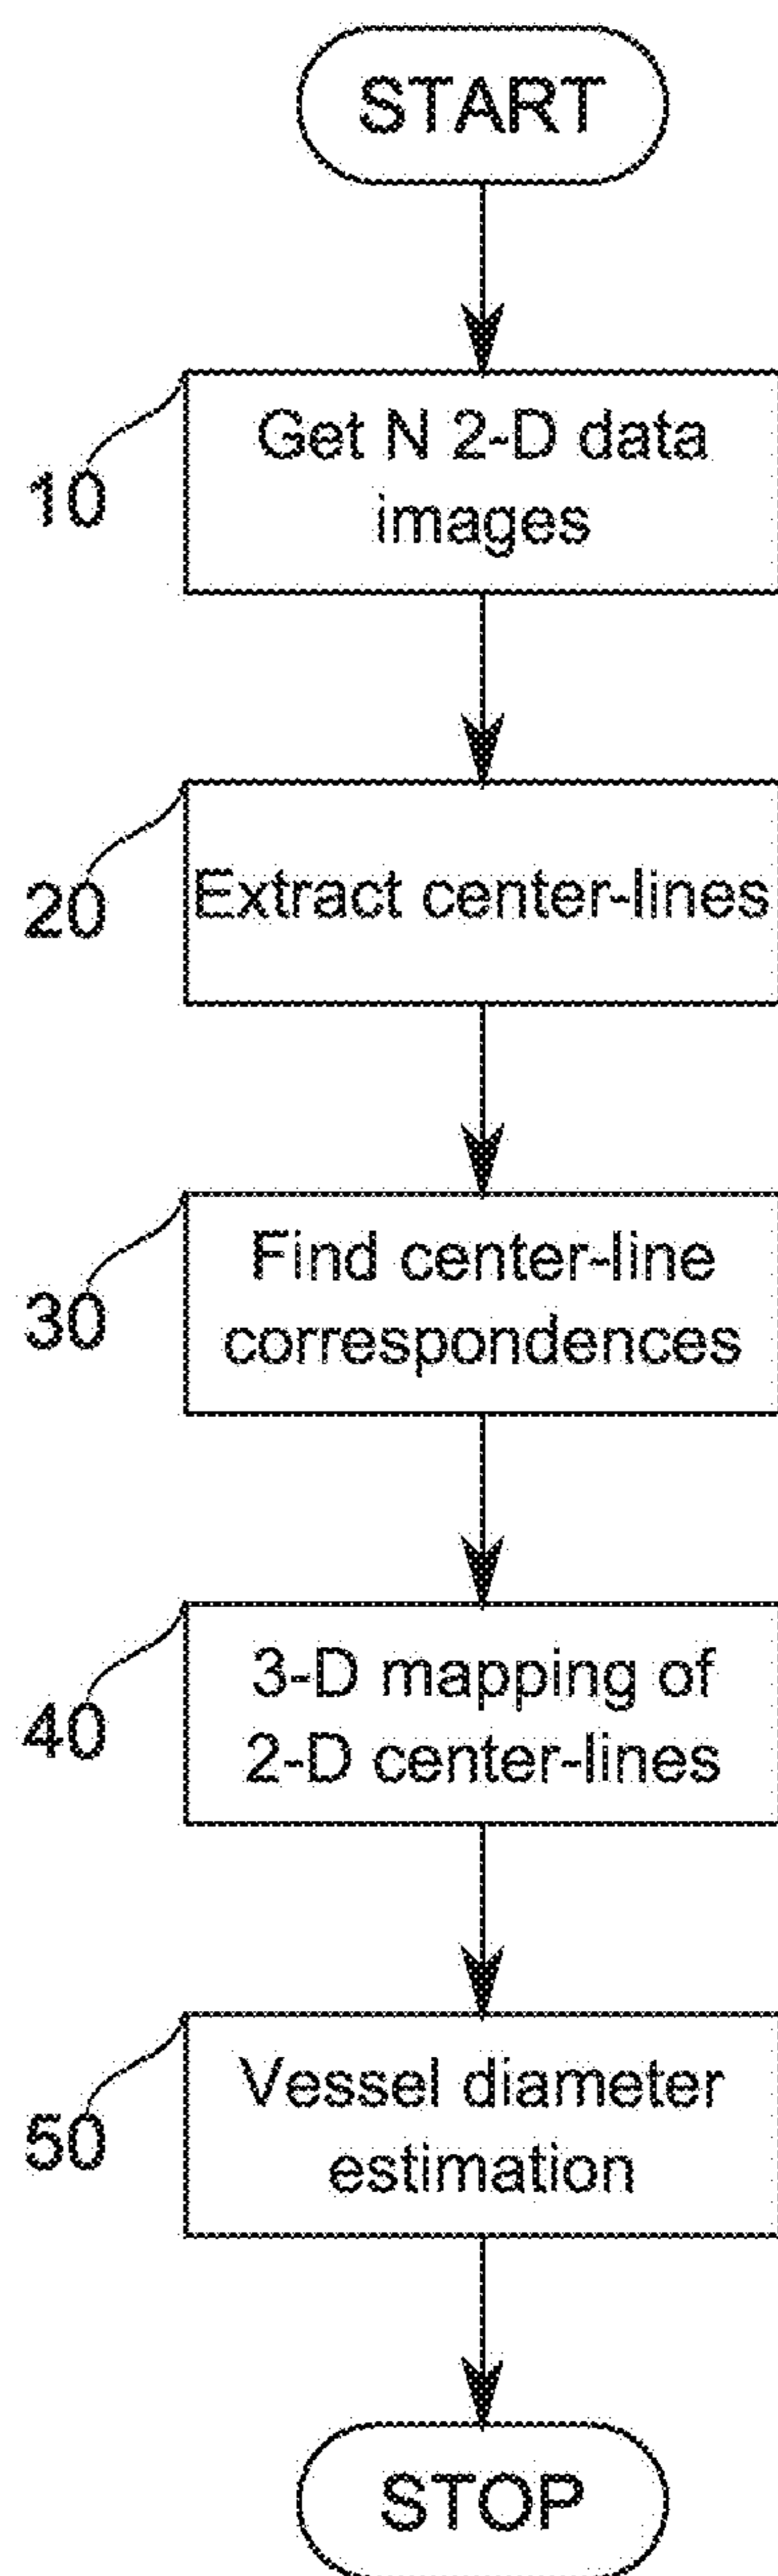 START
10
Get N 2-D data
images
20
Extract center-lines
30
Find center-line
correspondences
40
3-D mapping of
2-D center-lines
50
Vessel diameter
estimation
STOP